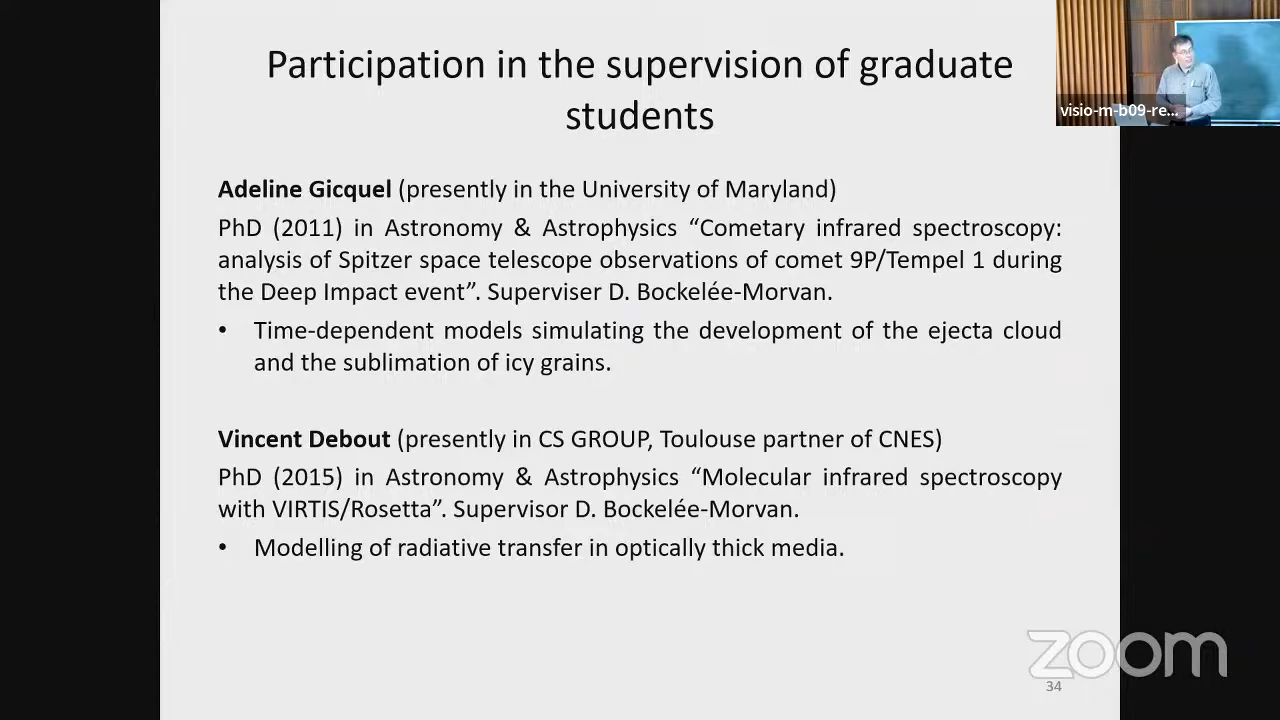 Participation in the supervision of graduate
students
visio-m-b09-re...
Adeline Gicquel (presently in the University of Maryland)
PhD (2011) in Astronomy & Astrophysics “Cometary infrared spectroscopy:
analysis of Spitzer space telescope observations of comet 9P/Tempel 1 during
the Deep Impact event”. Superviser D. Bockelée-Morvan.
• Time-dependent models simulating the development of the ejecta cloud
and the sublimation of icy grains.
Vincent Debout (presently in CS GROUP, Toulouse partner of CNES)
PhD (2015) in Astronomy & Astrophysics “Molecular infrared spectroscopy
with VIRTIS/Rosetta”. Supervisor D. Bockelée-Morvan.
• Modelling of radiative transfer in optically thick media.
zoom
34